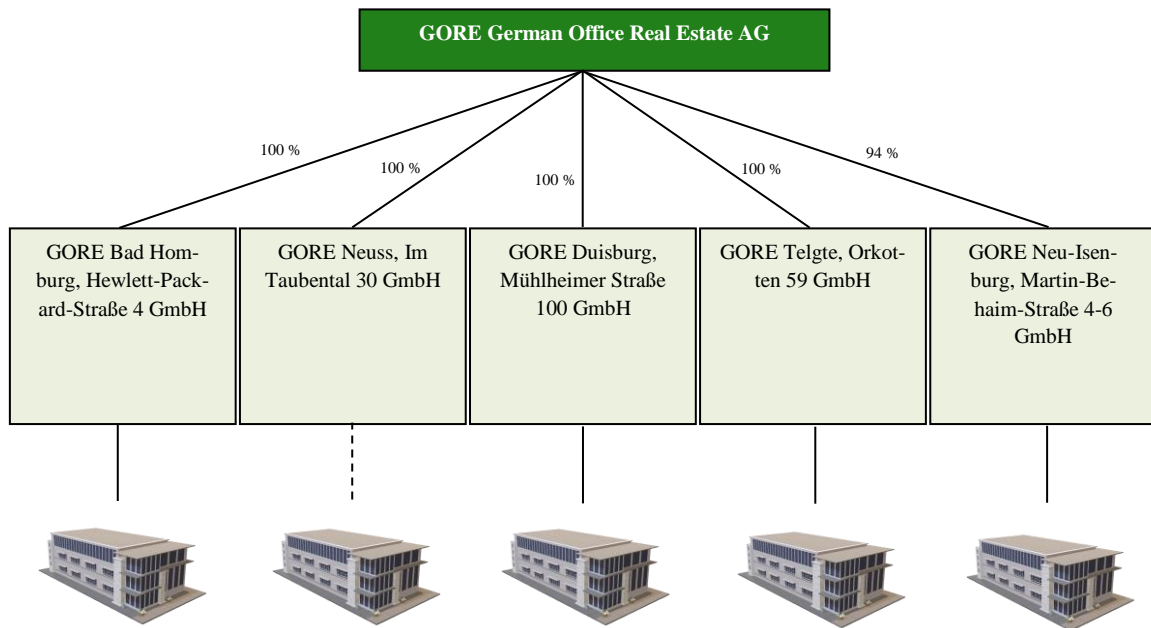 GORE German Office Real Estate AG
100 %
100 %
100 %
100 %
94 %
GORE Bad Hom-
burg, Hewlett-Pack-
ard-Straße 4 GmbH
GORE Neuss, Im
Taubental 30 GmbH
GORE Duisburg,
Mühlheimer Straße
100 GmbH
GORE Telgte, Orkot-
ten 59 GmbH
GORE Neu-Isen-
burg, Martin-Be-
haim-Straße 4-6
GmbH